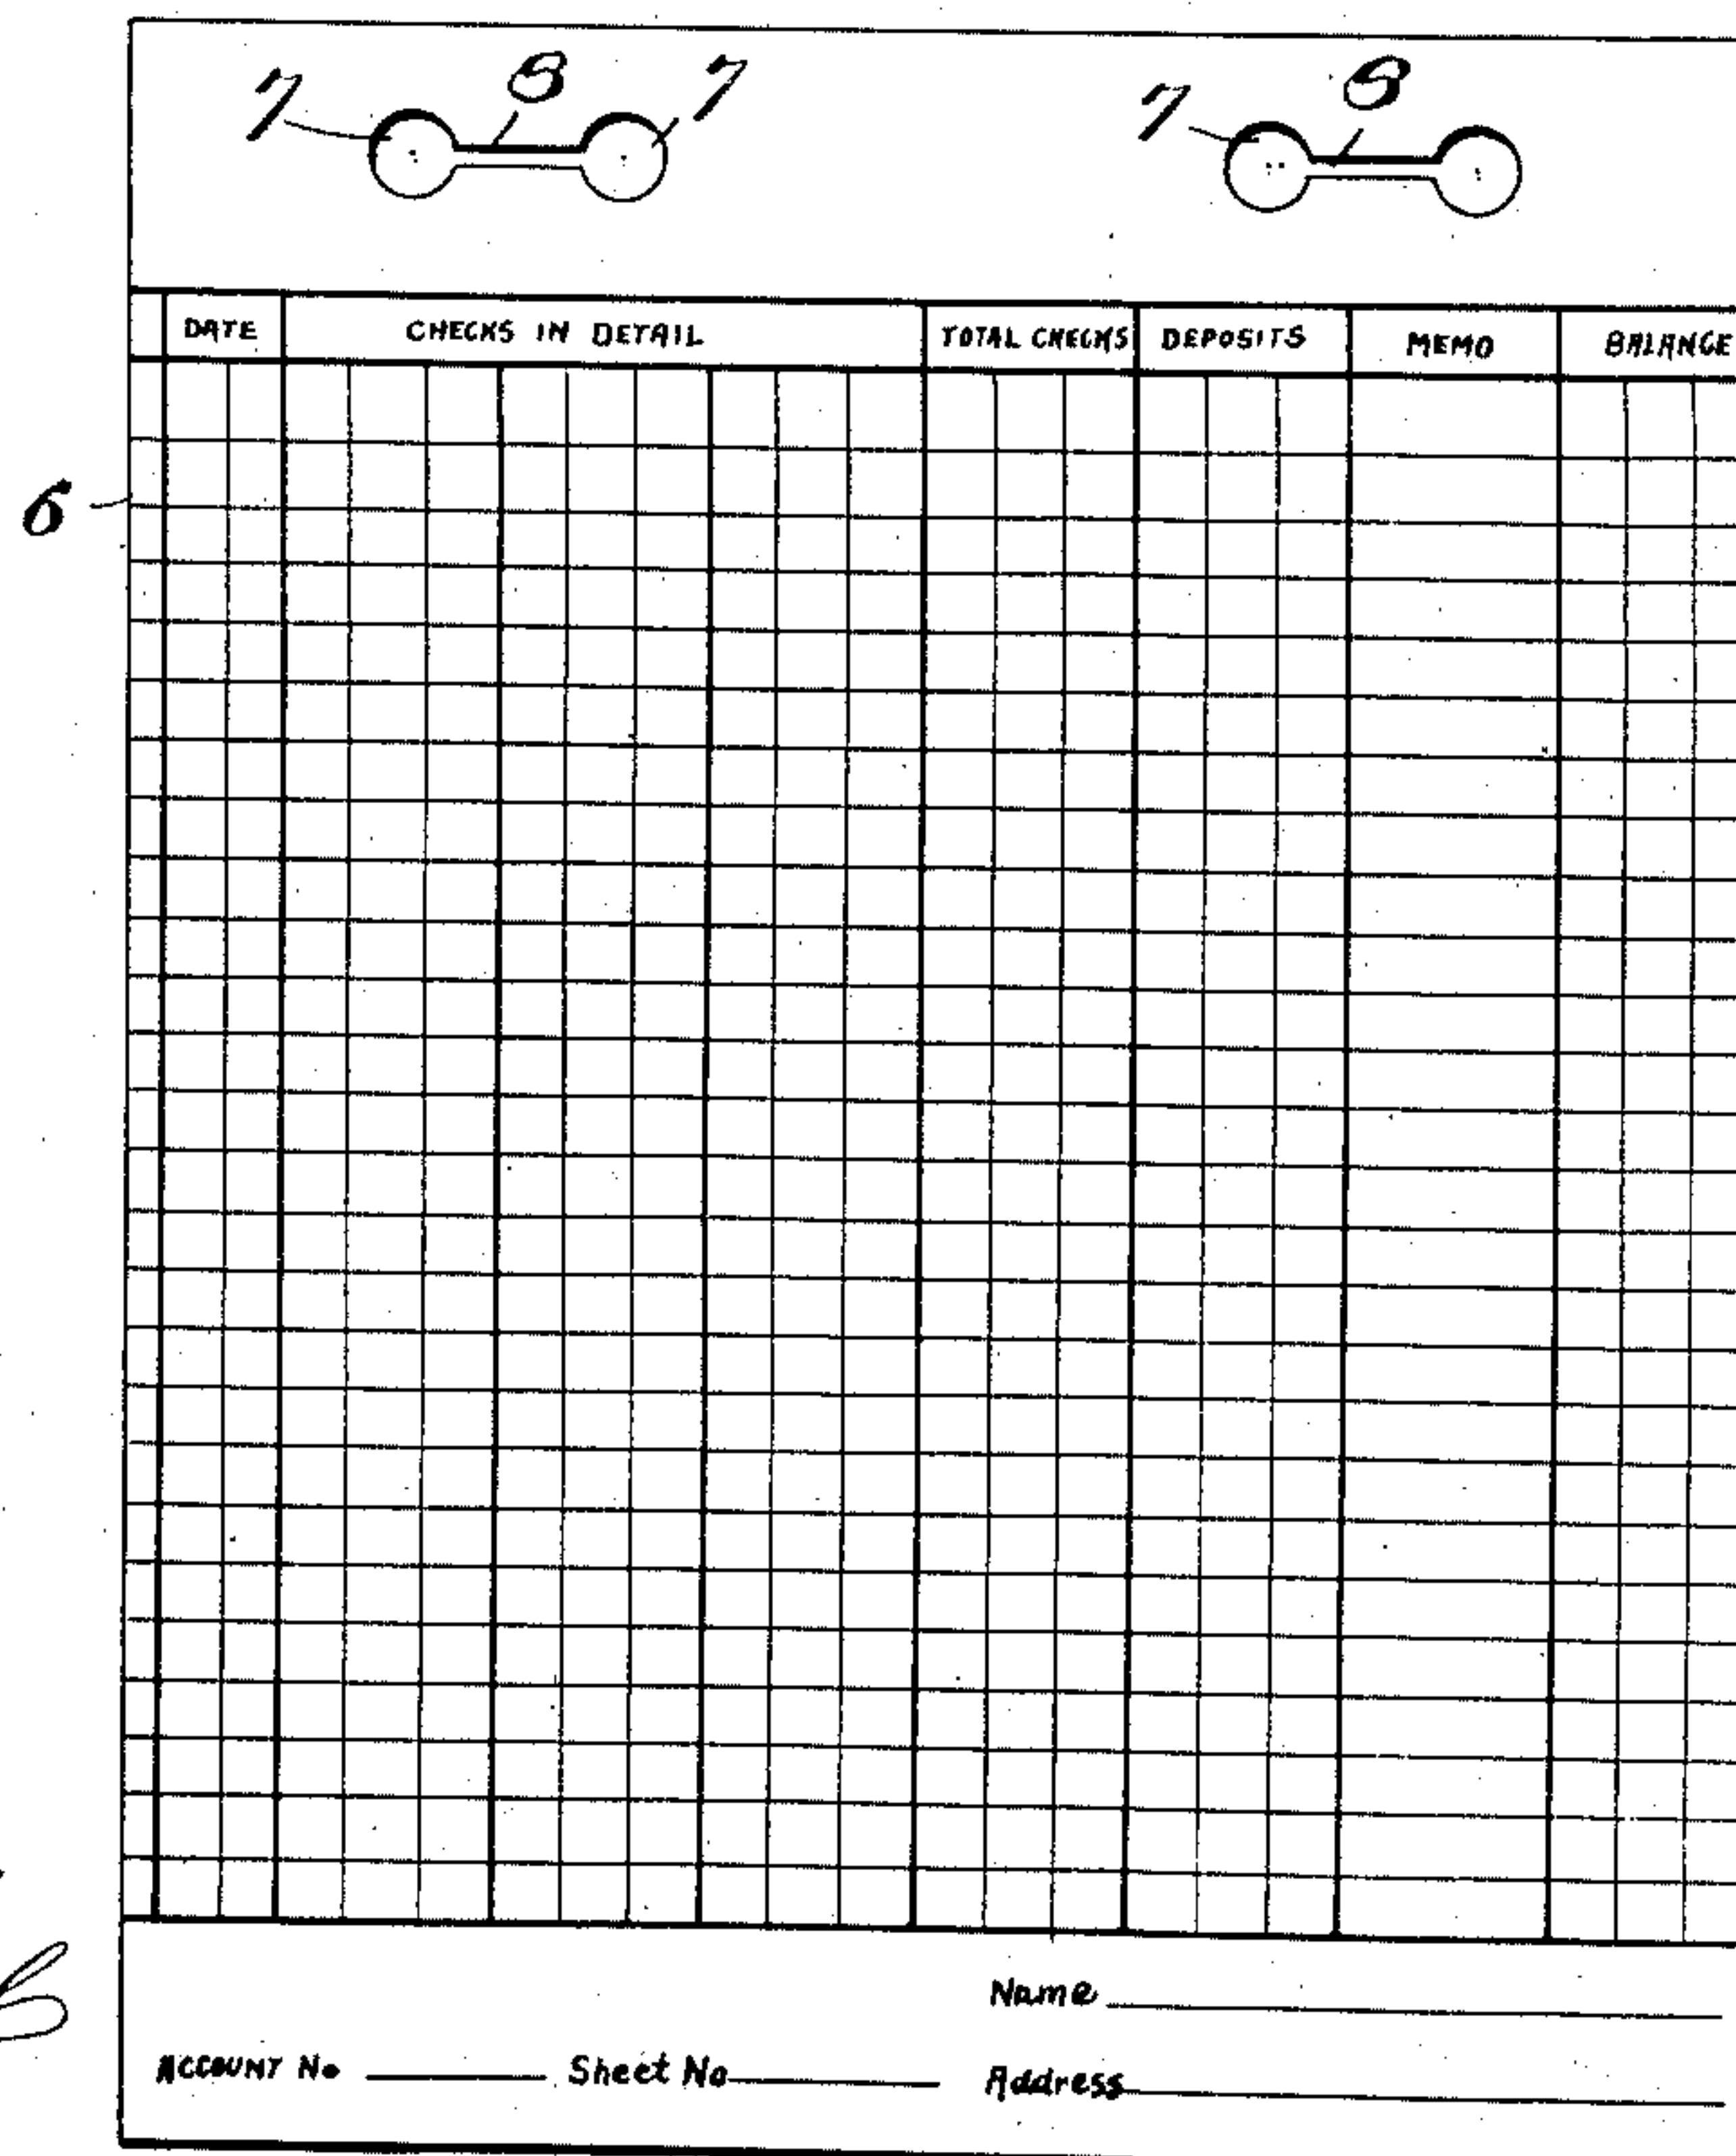 7 8 7 7 8
DATE CHECKS IN DETAIL TOTAL CHECKS DEPOSITS MEMO BALANCE
6
Name
ACCOUNT No Sheet No Address